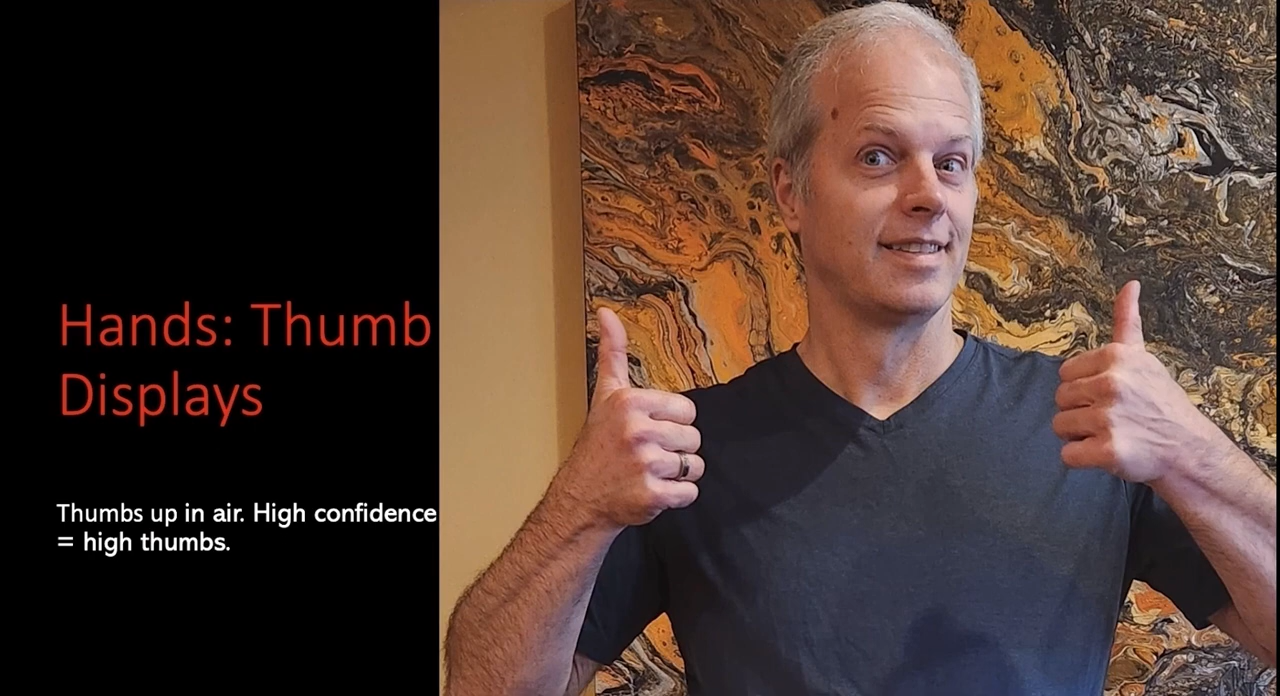 Hands: Thumb
Displays
Thumbs up in air. High confidence
= high thumbs.